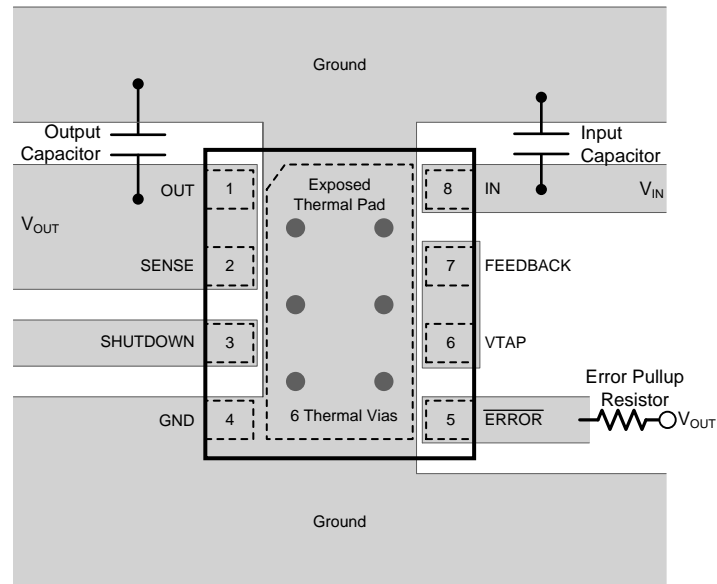 Ground
Output
Capacitor
Input
Capacitor
OUT
1
Exposed
Thermal Pad
8
IN
VIN
VOUT
SENSE
2
7
FEEDBACK
SHUTDOWN
3
6
VTAP
Error Pullup
Resistor
GND
4
6 Thermal Vias
5
ERROR
VOUT
Ground